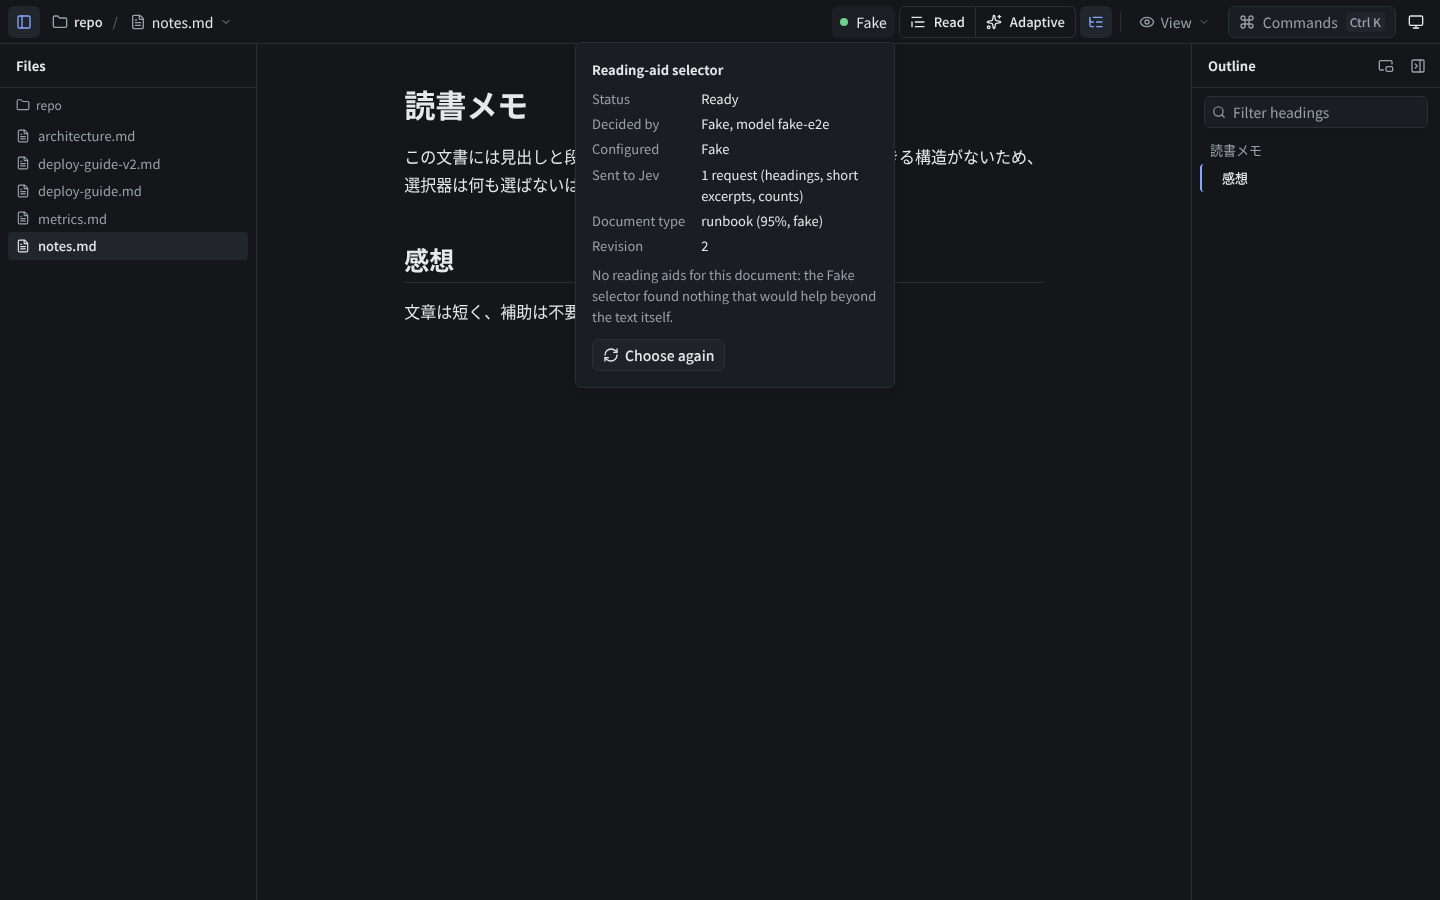 repo / notes.md
Fake
Read
Adaptive
View
Commands Ctrl K
Files
repo
architecture.md
deploy-guide-v2.md
deploy-guide.md
metrics.md
notes.md
読書メモ
この文書には見出しと段
きる構造がないため、
選択器は何も選ばない
感想
文章は短く、補助は不要
Reading-aid selector
Status Ready
Decided by Fake, model fake-e2e
Configured Fake
Sent to Jev 1 request (headings, short
excerpts, counts)
Document type runbook (95%, fake)
Revision 2
No reading aids for this document: the Fake
selector found nothing that would help beyond
the text itself.
Choose again
Outline
Filter headings
読書メモ
感想